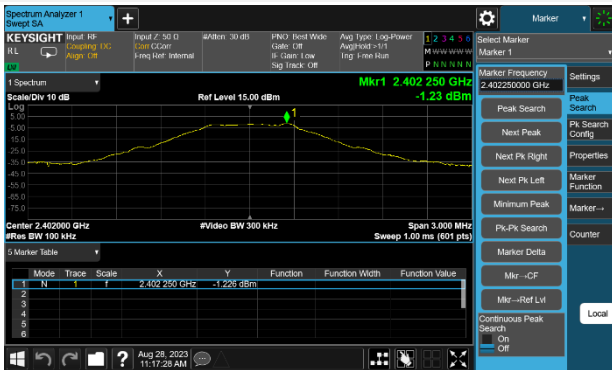 Spectrum Analyzer 1
Swept SA
+
Marker
KEYSIGHT
RL
LV
Input: RF
Coupling: DC
Align: Off
Input Z: 50 Ω
Corr CCorr
Freq Ref: Internal
#Atten: 30 dB
PNO: Best Wide
Gate: Off
IF Gain: Low
Sig Track: Off
Avg Type: Log-Power
Avg|Hold:>1/1
Trig: Free Run
1 2 3 4 5 6
M W W W W W
P N N N N N
Select Marker
Marker 1
1 Spectrum
Scale/Div 10 dB
Ref Level 15.00 dBm
Mkr1 2.402 250 GHz
-1.23 dBm
Log
5.00
-5.00
-15.0
-25.0
-35.0
-45.0
-55.0
-65.0
-75.0
1
Center 2.402000 GHz
#Video BW 300 kHz
Span 3.000 MHz
#Res BW 100 kHz
Sweep 1.00 ms (601 pts)
5 Marker Table
Mode Trace Scale X Y Function Function Width Function Value
1 N 1 f 2.402 250 GHz -1.226 dBm
2
3
4
5
6
Marker Frequency
2.402250000 GHz
Peak Search
Next Peak
Next Pk Right
Next Pk Left
Minimum Peak
Pk-Pk Search
Marker Delta
Mkr→CF
Mkr→Ref Lvl
Continuous Peak
Search
On
Off
Settings
Peak
Search
Pk Search
Config
Properties
Marker
Function
Marker→
Counter
Local
?
Aug 28, 2023
11:17:28 AM